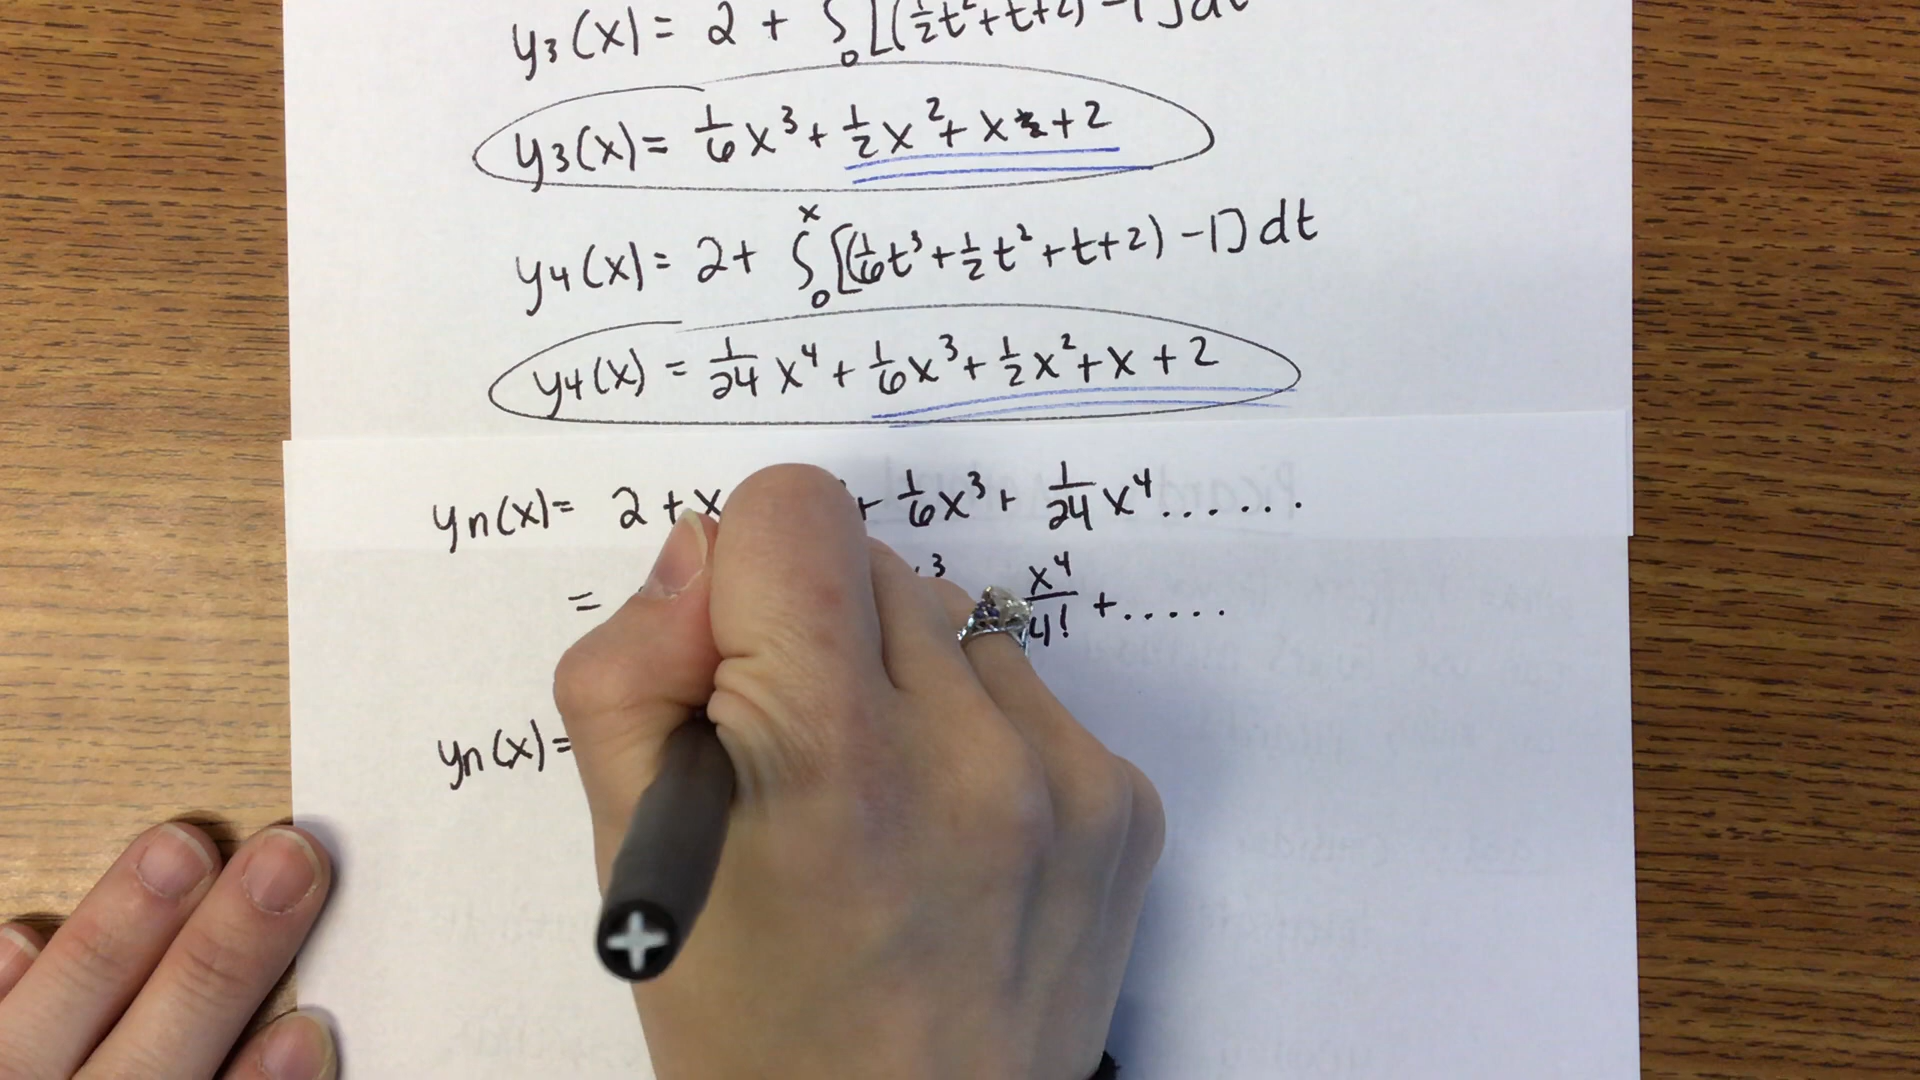 y₃(x) = 2 + ∫₀ [(½t²+t+2) -1]dt
y₃(x) = 1/6 x³ + 1/2 x² + x + 2
y₄(x) = 2 + ∫₀ˣ [(1/6 t³ + 1/2 t² + t + 2) - 1] dt
y₄(x) = 1/24 x⁴ + 1/6 x³ + 1/2 x² + x + 2
yₙ(x) = 2 + x + 1/6 x³ + 1/24 x⁴ ......
= ³ x⁴/4! + .....
yₙ(x) =